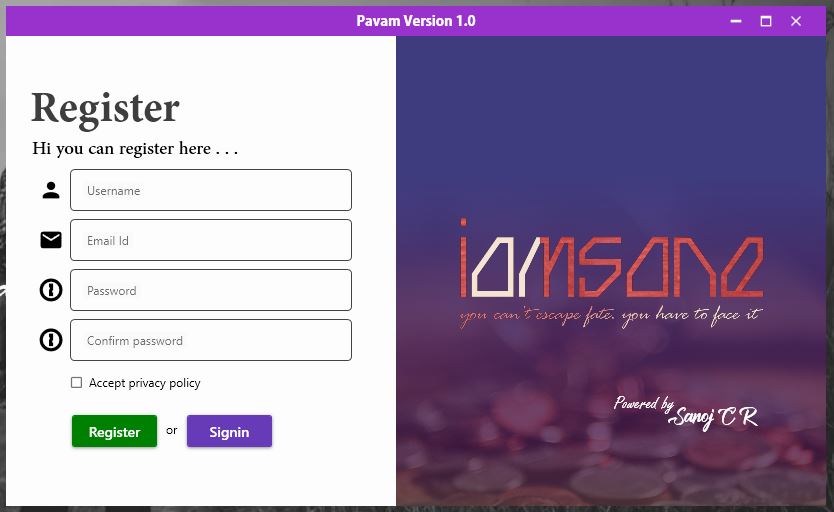 Pavam Version 1.0
Register
Hi you can register here . . .
Username
Email Id
Password
Confirm password
Accept privacy policy
Register or Signin
iamsane
you can't escape fate. you have to face it
Powered by
Sanoj C R